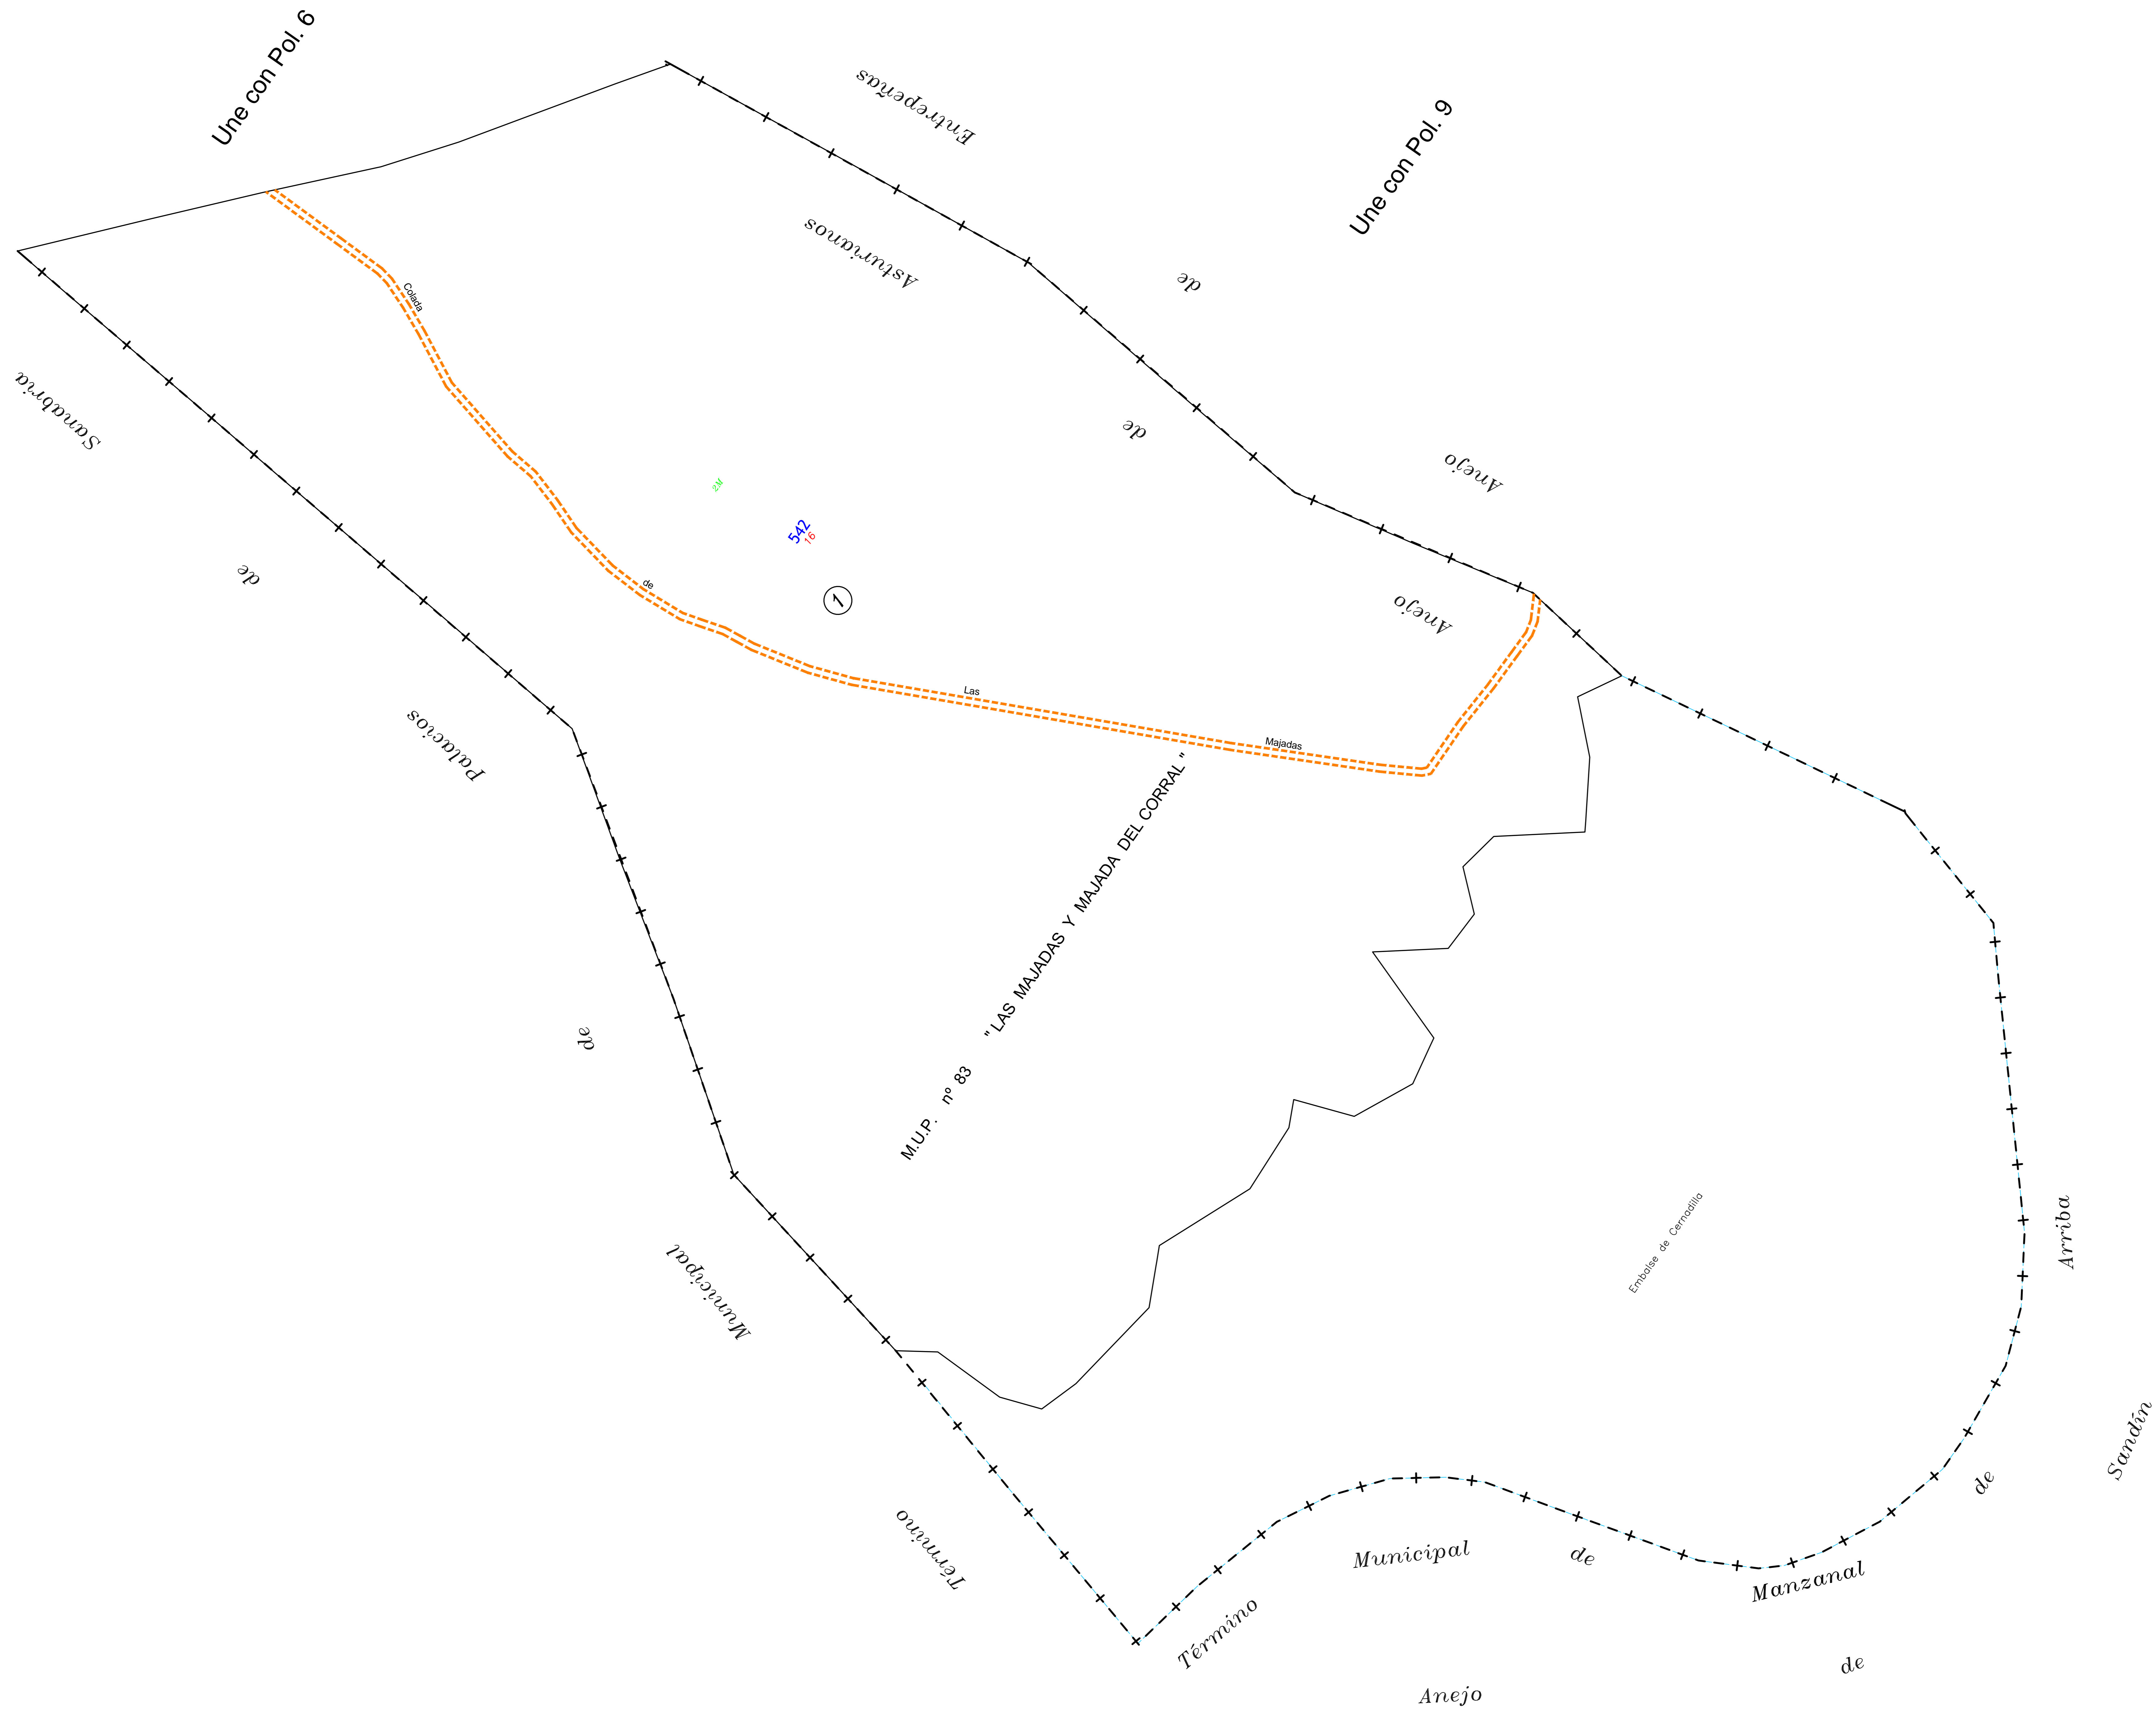 Une con Pol. 6
Une con Pol. 9
Anejo de Entrepeñas
Anejo de Asturianos
Colada de Las Majadas
2M
542
16
1
M.U.P. nº 83 "LAS MAJADAS Y MAJADA DEL CORRAL"
Término Municipal de Palacios de Sanabria
Embalse de Cernadilla
Término Municipal de Manzanal de Arriba
Anejo de Sandín